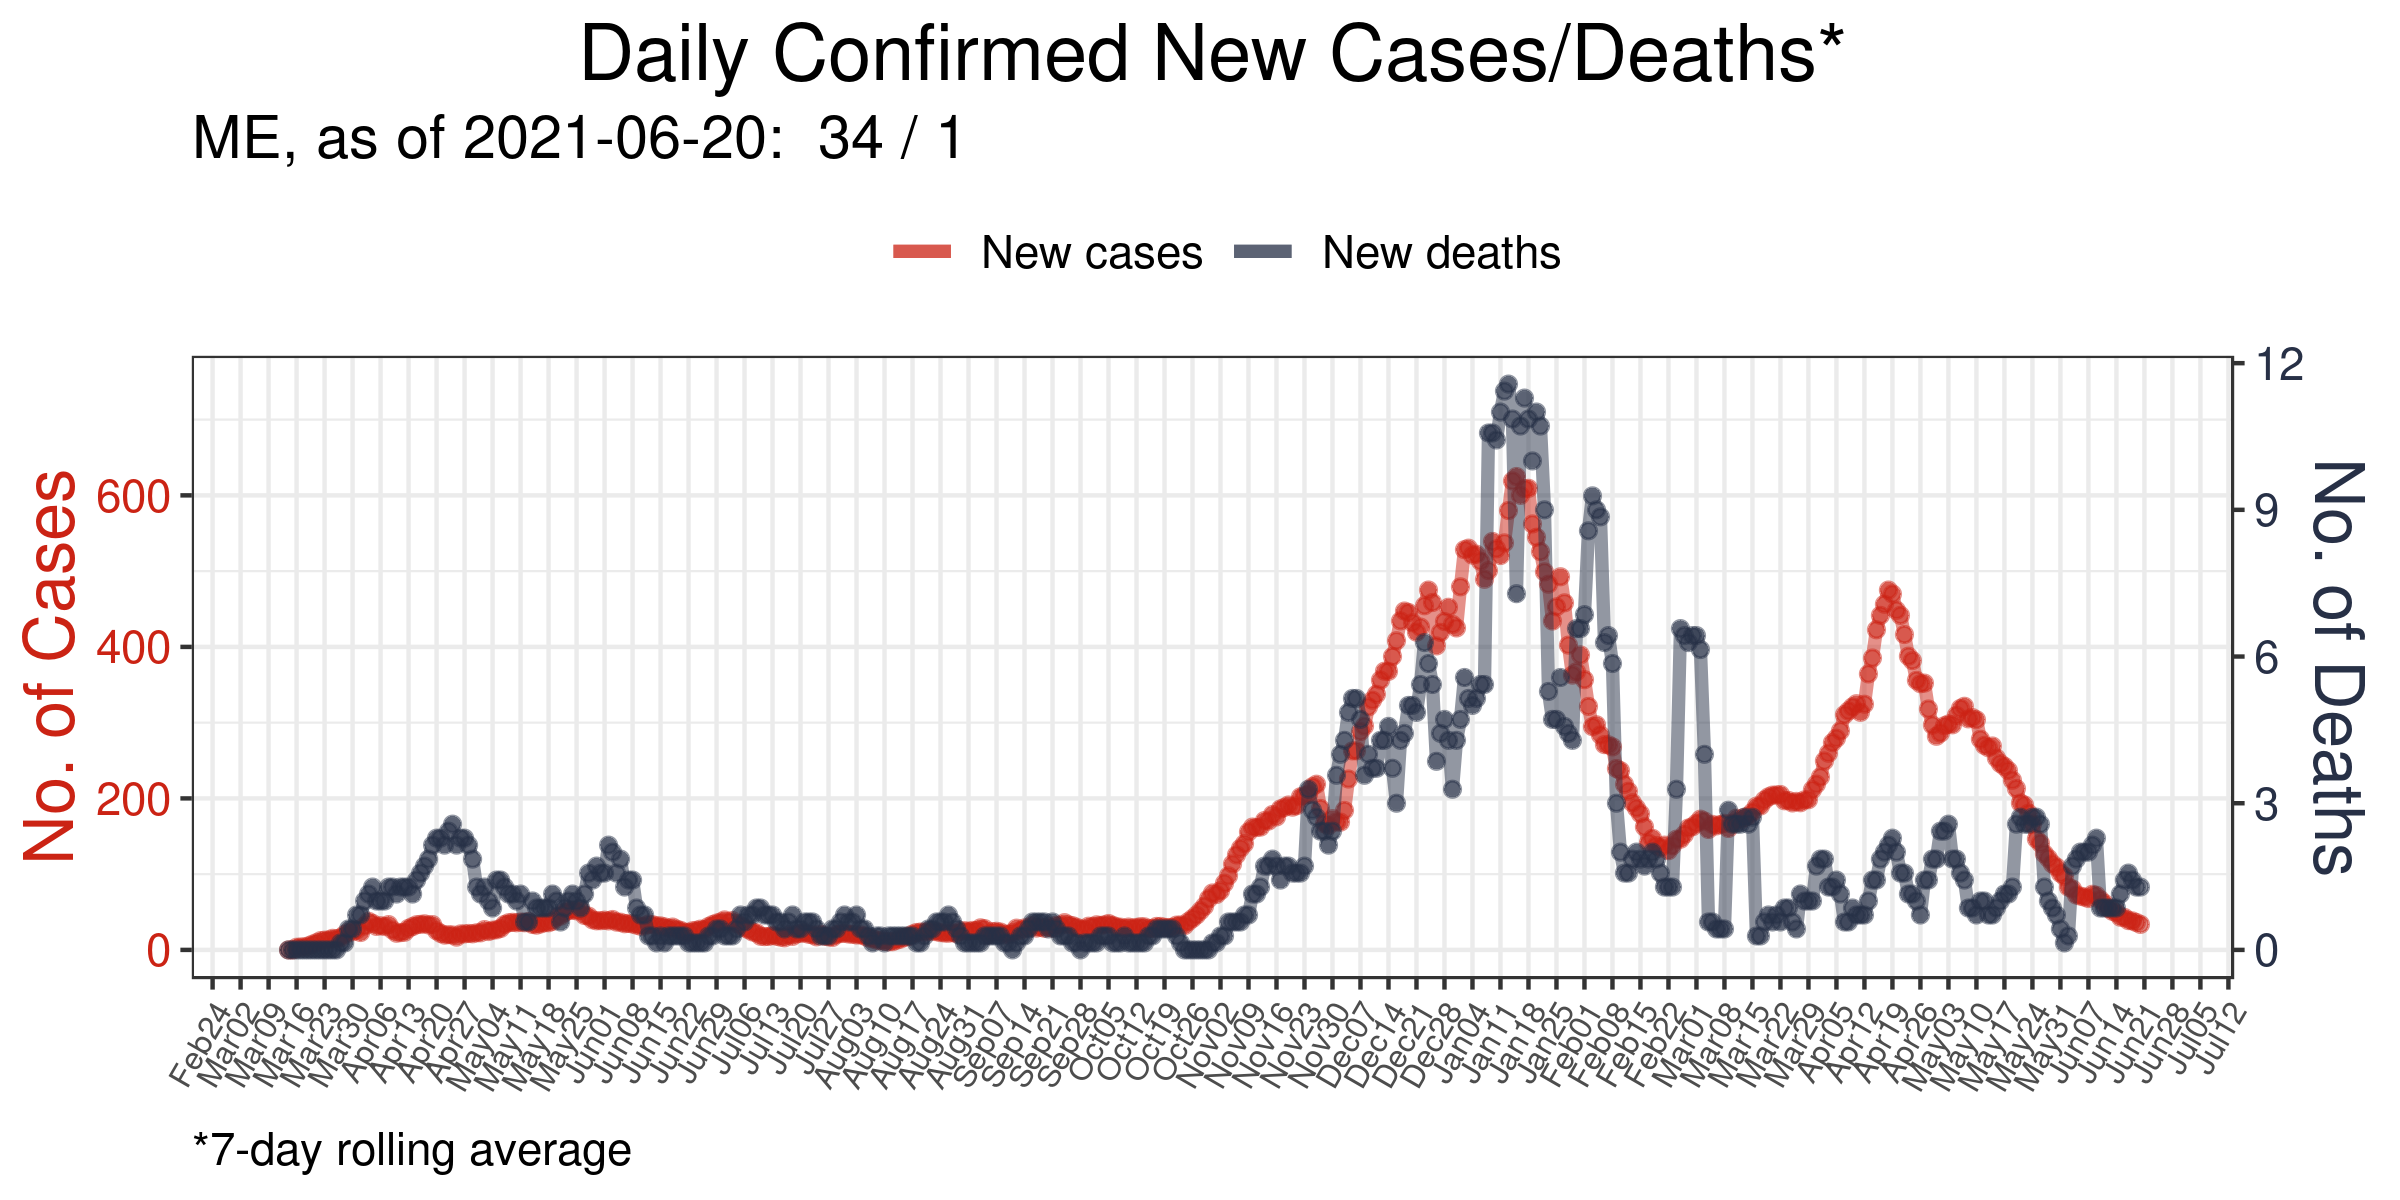 Daily Confirmed New Cases/Deaths*
ME, as of 2021-06-20:  34 / 1
New cases
New deaths
No. of Cases
600
400
200
0
12
9
6
3
0
No. of Deaths
Feb24
Mar02
Mar09
Mar16
Mar23
Mar30
Apr06
Apr13
Apr20
Apr27
May04
May11
May18
May25
Jun01
Jun08
Jun15
Jun22
Jun29
Jul06
Jul13
Jul20
Jul27
Aug03
Aug10
Aug17
Aug24
Aug31
Sep07
Sep14
Sep21
Sep28
Oct05
Oct12
Oct19
Oct26
Nov02
Nov09
Nov16
Nov23
Nov30
Dec07
Dec14
Dec21
Dec28
Jan04
Jan11
Jan18
Jan25
Feb01
Feb08
Feb15
Feb22
Mar01
Mar08
Mar15
Mar22
Mar29
Apr05
Apr12
Apr19
Apr26
May03
May10
May17
May24
May31
Jun07
Jun14
Jun21
Jun28
Jul05
Jul12
*7-day rolling average